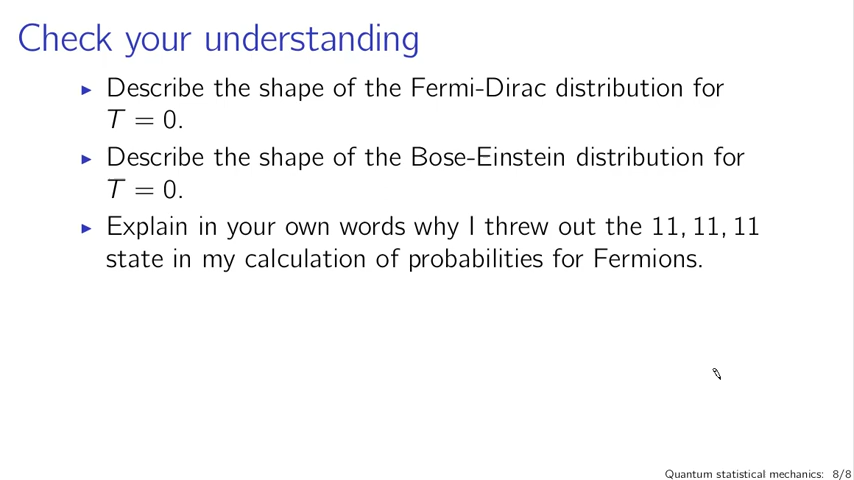 Check your understanding
▶ Describe the shape of the Fermi-Dirac distribution for
T = 0.
▶ Describe the shape of the Bose-Einstein distribution for
T = 0.
▶ Explain in your own words why I threw out the 11, 11, 11
state in my calculation of probabilities for Fermions.
Quantum statistical mechanics: 8/8